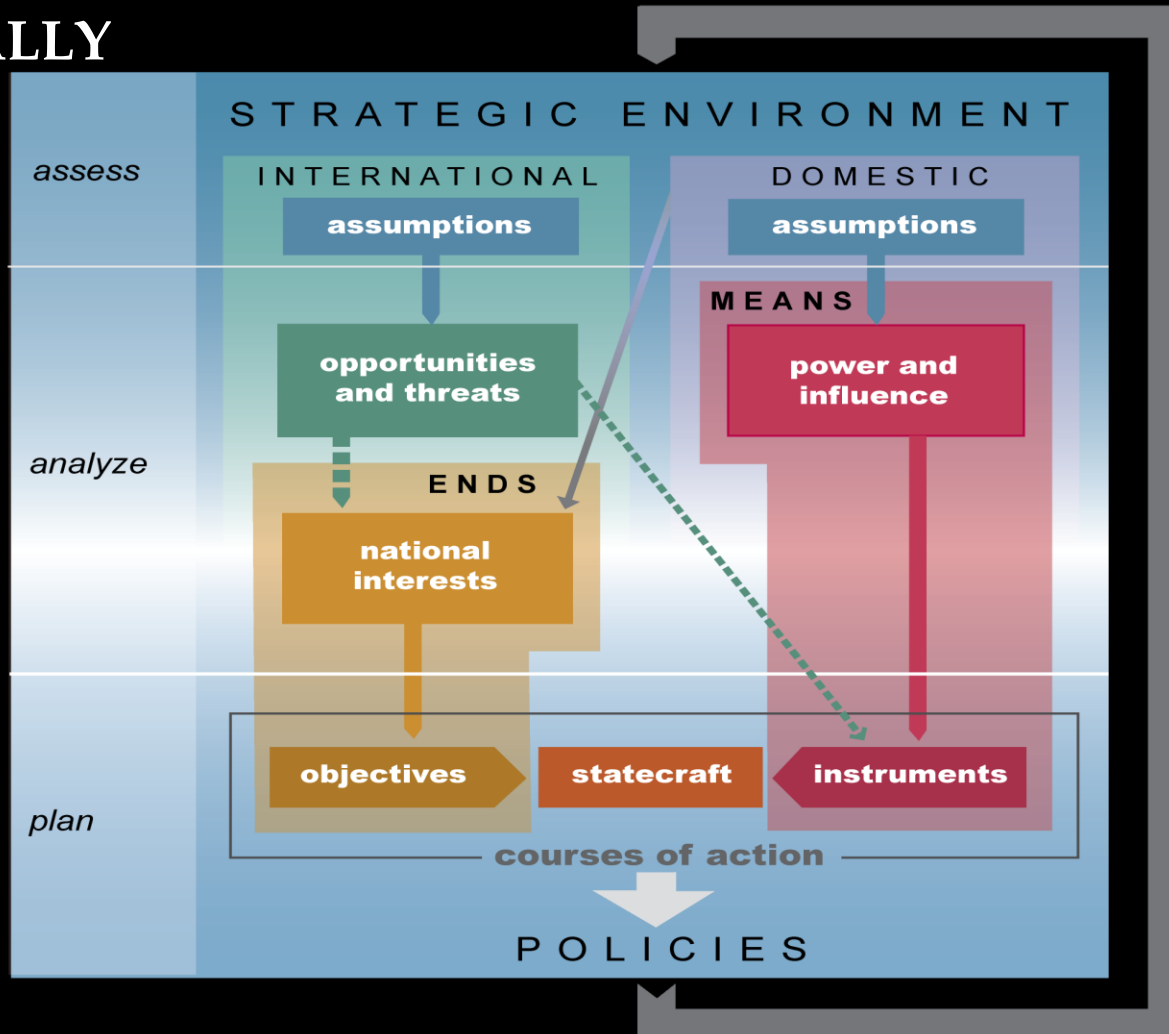 ALLY
STRATEGIC ENVIRONMENT
assess
INTERNATIONAL
assumptions
DOMESTIC
assumptions
MEANS
opportunities
and threats
power and
influence
analyze
ENDS
national
interests
objectives
statecraft
instruments
plan
courses of action
POLICIES